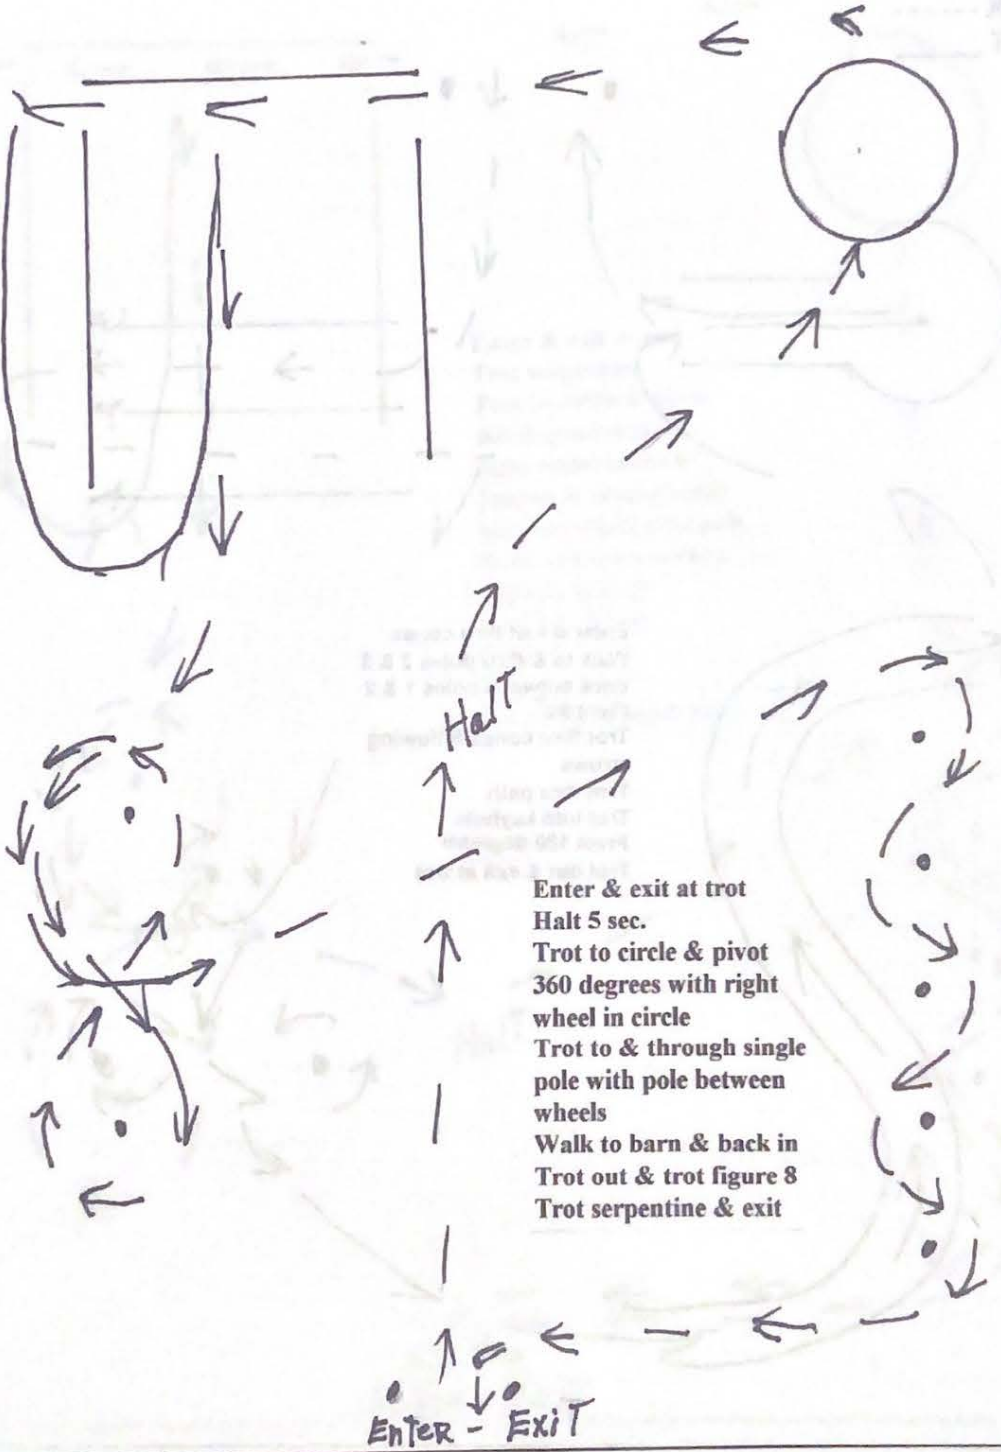 Halt
Enter & exit at trot
Halt 5 sec.
Trot to circle & pivot
360 degrees with right
wheel in circle
Trot to & through single
pole with pole between
wheels
Walk to barn & back in
Trot out & trot figure 8
Trot serpentine & exit
EnteR - ExiT